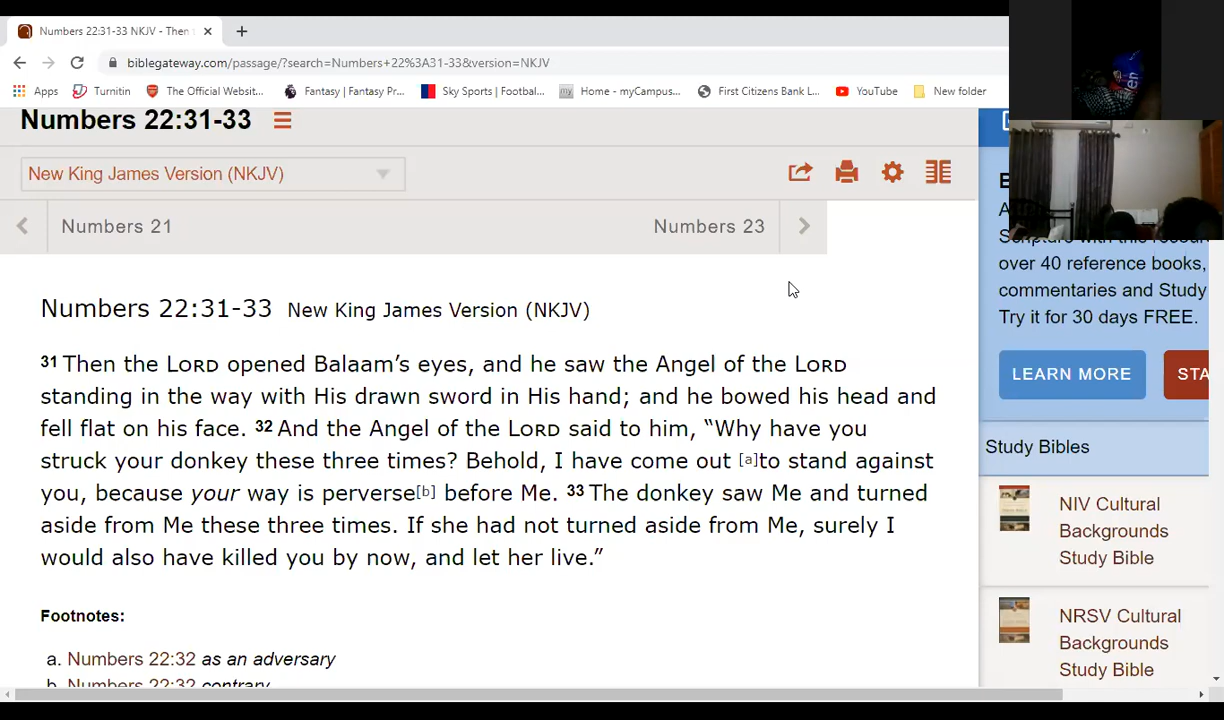 Numbers 22:31-33 NKJV - Then
biblegateway.com/passage/?search=Numbers+22%3A31-33&version=NKJV
Apps Turnitin The Official Websit... Fantasy | Fantasy Pr... Sky Sports | Footbal... my Home - myCampus... First Citizens Bank L... YouTube New folder
Numbers 22:31-33
New King James Version (NKJV)
Numbers 21 Numbers 23
Numbers 22:31-33 New King James Version (NKJV)
31 Then the LORD opened Balaam’s eyes, and he saw the Angel of the LORD
standing in the way with His drawn sword in His hand; and he bowed his head and
fell flat on his face. 32 And the Angel of the LORD said to him, “Why have you
struck your donkey these three times? Behold, I have come out [a]to stand against
you, because your way is perverse[b] before Me. 33 The donkey saw Me and turned
aside from Me these three times. If she had not turned aside from Me, surely I
would also have killed you by now, and let her live.”
Footnotes:
a. Numbers 22:32 as an adversary
b. Numbers 22:32 contrary
over 40 reference books,
commentaries and Study
Try it for 30 days FREE.
LEARN MORE STA
Study Bibles
NIV Cultural
Backgrounds
Study Bible
NRSV Cultural
Backgrounds
Study Bible